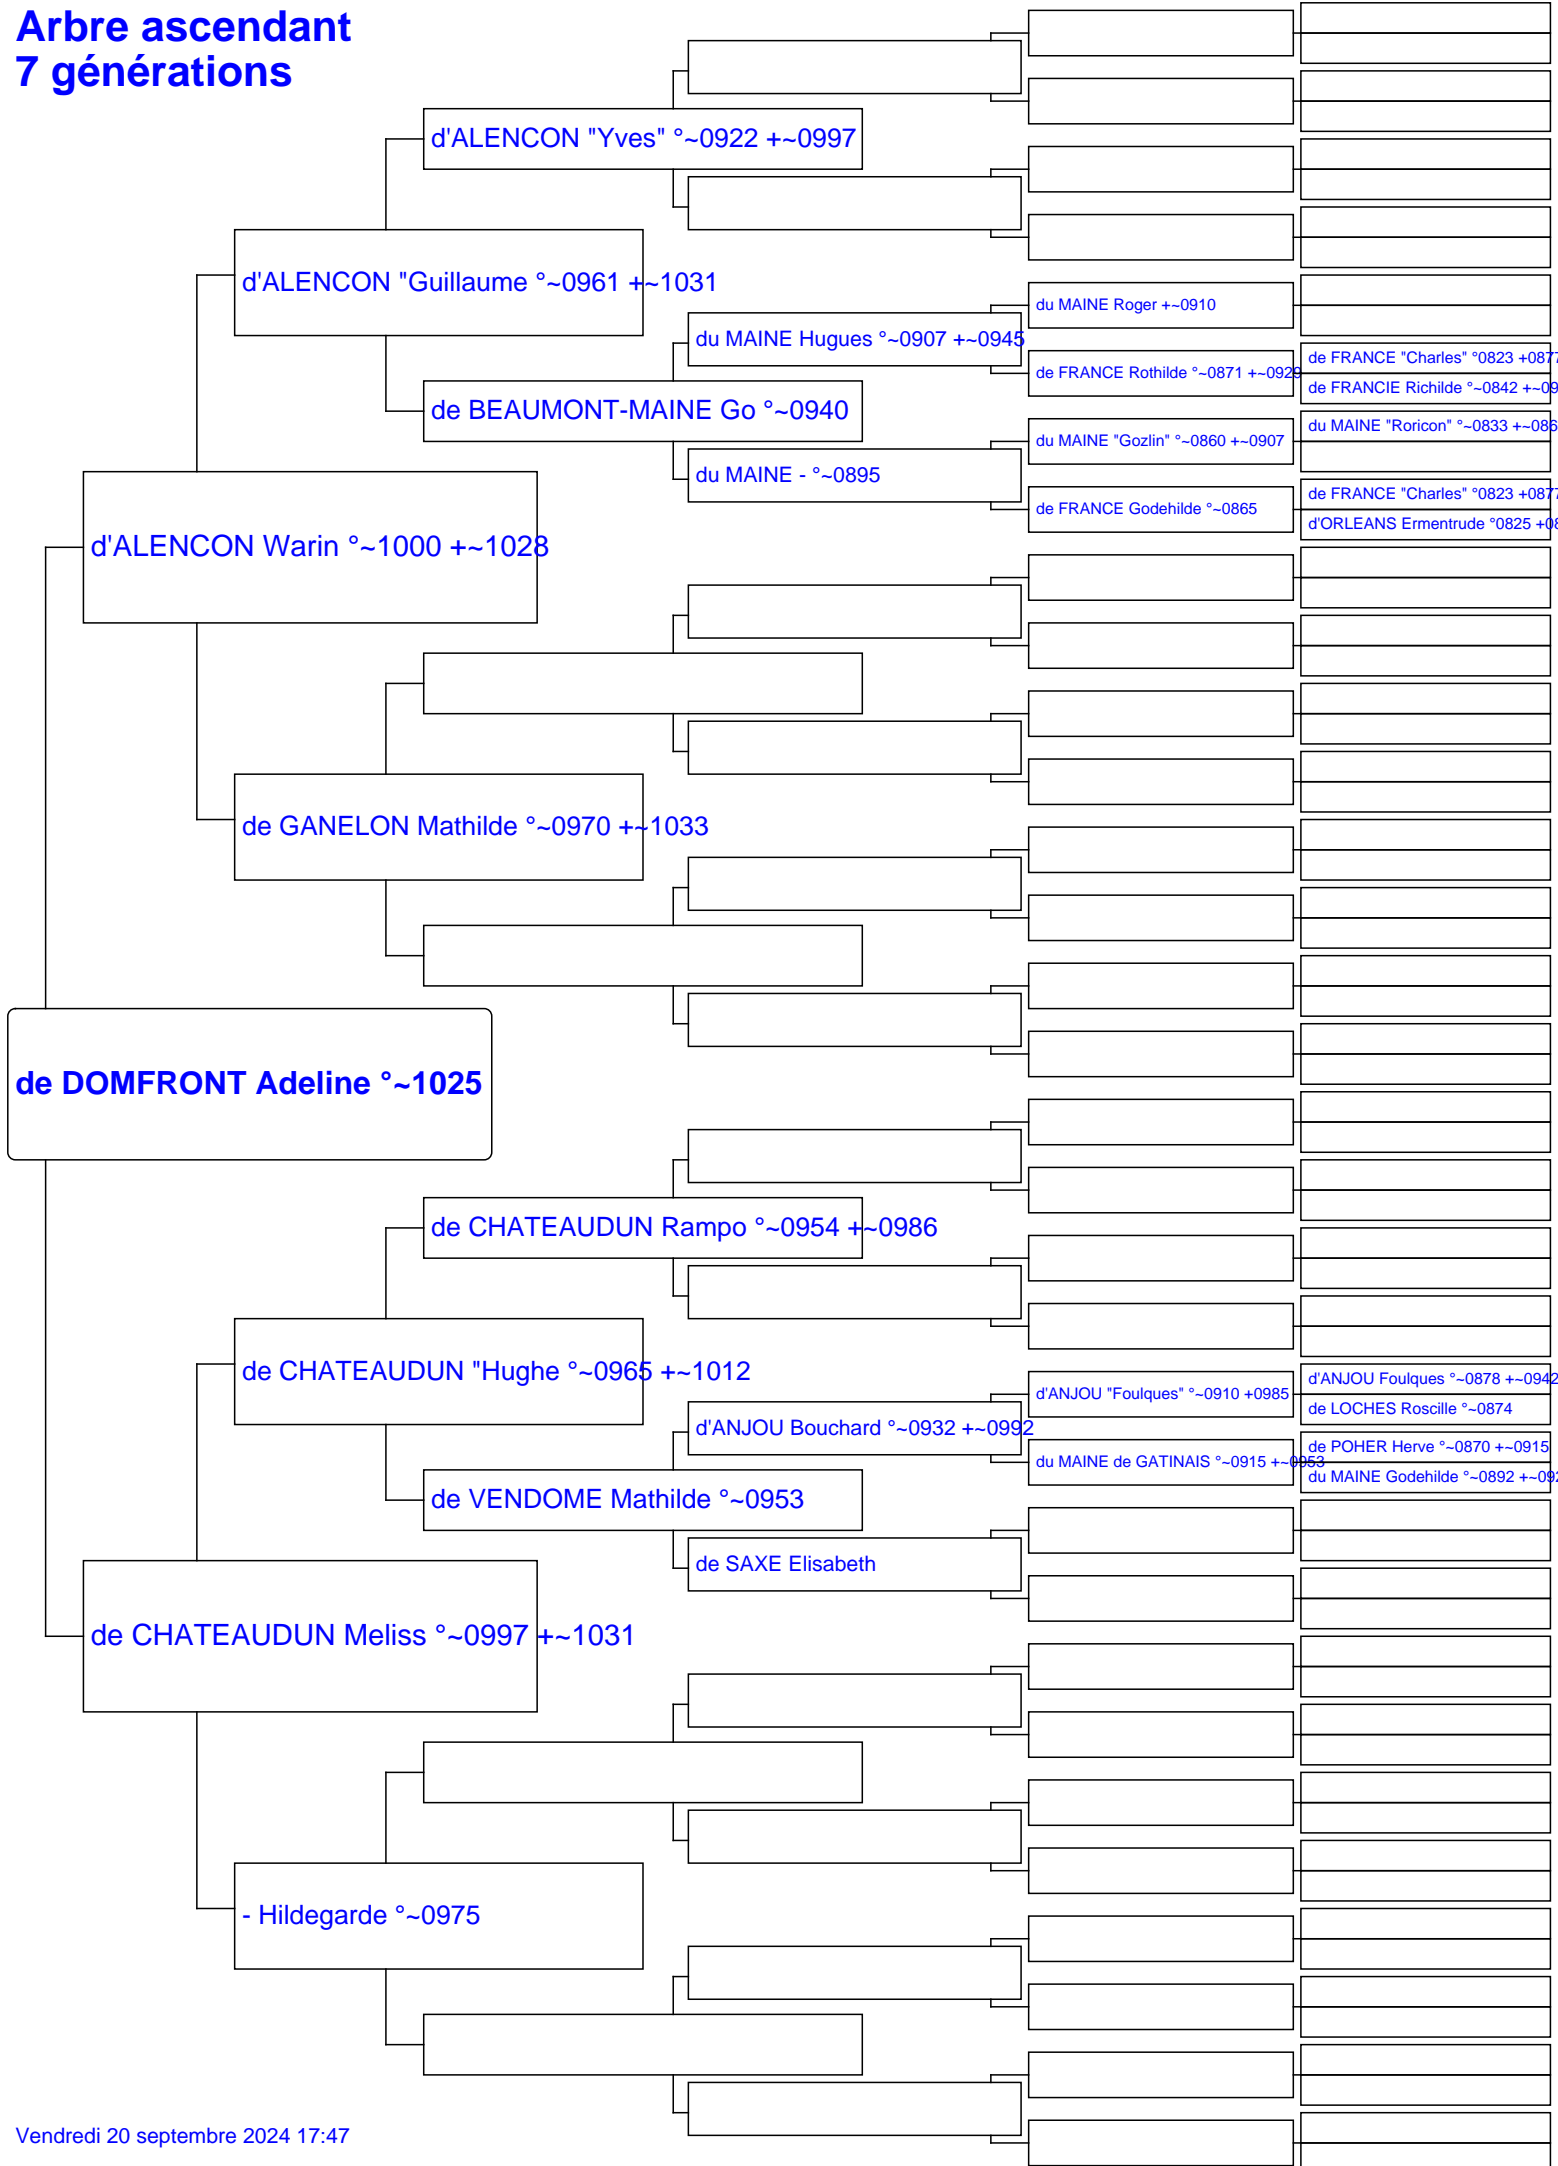 Arbre ascendant
7 générations
d'ALENCON "Yves" °~0922 +~0997
d'ALENCON "Guillaume °~0961 +~1031
du MAINE Roger +~0910
du MAINE Hugues °~0907 +~0945
de FRANCE "Charles" °0823 +0877
de FRANCE Rothilde °~0871 +~0929
de FRANCIE Richilde °~0842 +~09
de BEAUMONT-MAINE Go °~0940
du MAINE "Roricon" °~0833 +~086
du MAINE "Gozlin" °~0860 +~0907
du MAINE - °~0895
de FRANCE "Charles" °0823 +0877
de FRANCE Godehilde °~0865
d'ORLEANS Ermentrude °0825 +08
d'ALENCON Warin °~1000 +~1028
de GANELON Mathilde °~0970 +~1033
de DOMFRONT Adeline °~1025
de CHATEAUDUN Rampo °~0954 +~0986
de CHATEAUDUN "Hughe °~0965 +~1012
d'ANJOU Foulques °~0878 +~0942
d'ANJOU "Foulques" °~0910 +0985
de LOCHES Roscille °~0874
d'ANJOU Bouchard °~0932 +~0992
de POHER Herve °~0870 +~0915
du MAINE de GATINAIS °~0915 +~0953
du MAINE Godehilde °~0892 +~092
de VENDOME Mathilde °~0953
de SAXE Elisabeth
de CHATEAUDUN Meliss °~0997 +~1031
- Hildegarde °~0975
Vendredi 20 septembre 2024 17:47